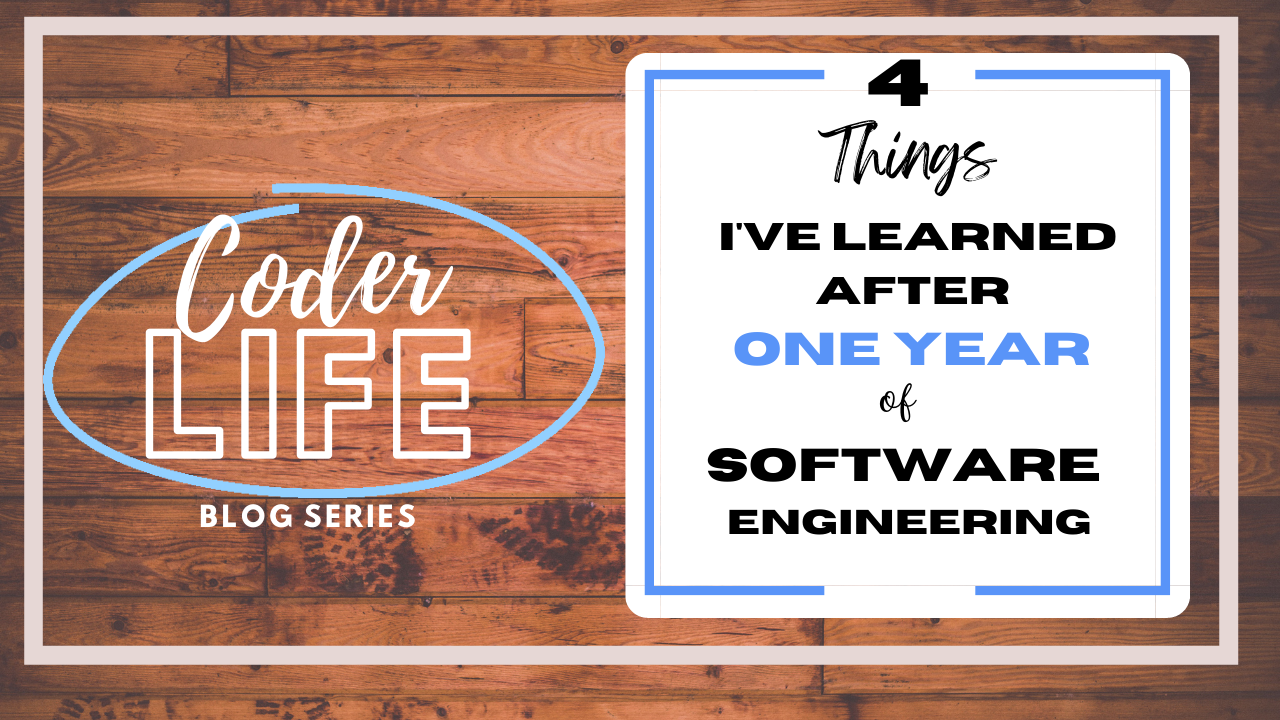 Coder
LIFE
BLOG SERIES
4
Things
I'VE LEARNED
AFTER
ONE YEAR
of
SOFTWARE
ENGINEERING